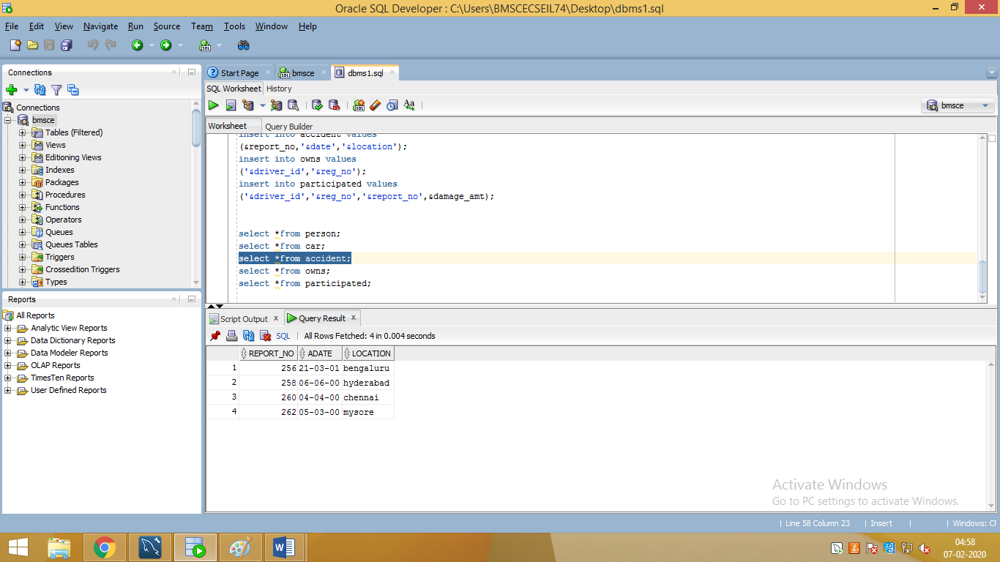 Oracle SQL Developer : C:\Users\BMSCECSEIL74\Desktop\dbms1.sql
File Edit View Navigate Run Source Team Tools Window Help
Connections
Connections
bmsce
Tables (Filtered)
Views
Editioning Views
Indexes
Packages
Procedures
Functions
Operators
Queues
Queues Tables
Triggers
Crossedition Triggers
Types
Reports
All Reports
Analytic View Reports
Data Dictionary Reports
Data Modeler Reports
OLAP Reports
TimesTen Reports
User Defined Reports
Start Page bmsce dbms1.sql
SQL Worksheet History
bmsce
Worksheet Query Builder
insert into accident values
(&report_no,'&date','&location');
insert into owns values
('&driver_id','&reg_no');
insert into participated values
('&driver_id','&reg_no','&report_no',&damage_amt);
select *from person;
select *from car;
select *from accident;
select *from owns;
select *from participated;
Script Output x Query Result x
SQL | All Rows Fetched: 4 in 0.004 seconds
REPORT_NO ADATE LOCATION
1 256 21-03-01 bengaluru
2 258 06-06-00 hyderabad
3 260 04-04-00 chennai
4 262 05-03-00 mysore
Activate Windows
Go to PC settings to activate Windows.
| Line 58 Column 23 | Insert | | Windows: CF
04:58
07-02-2020